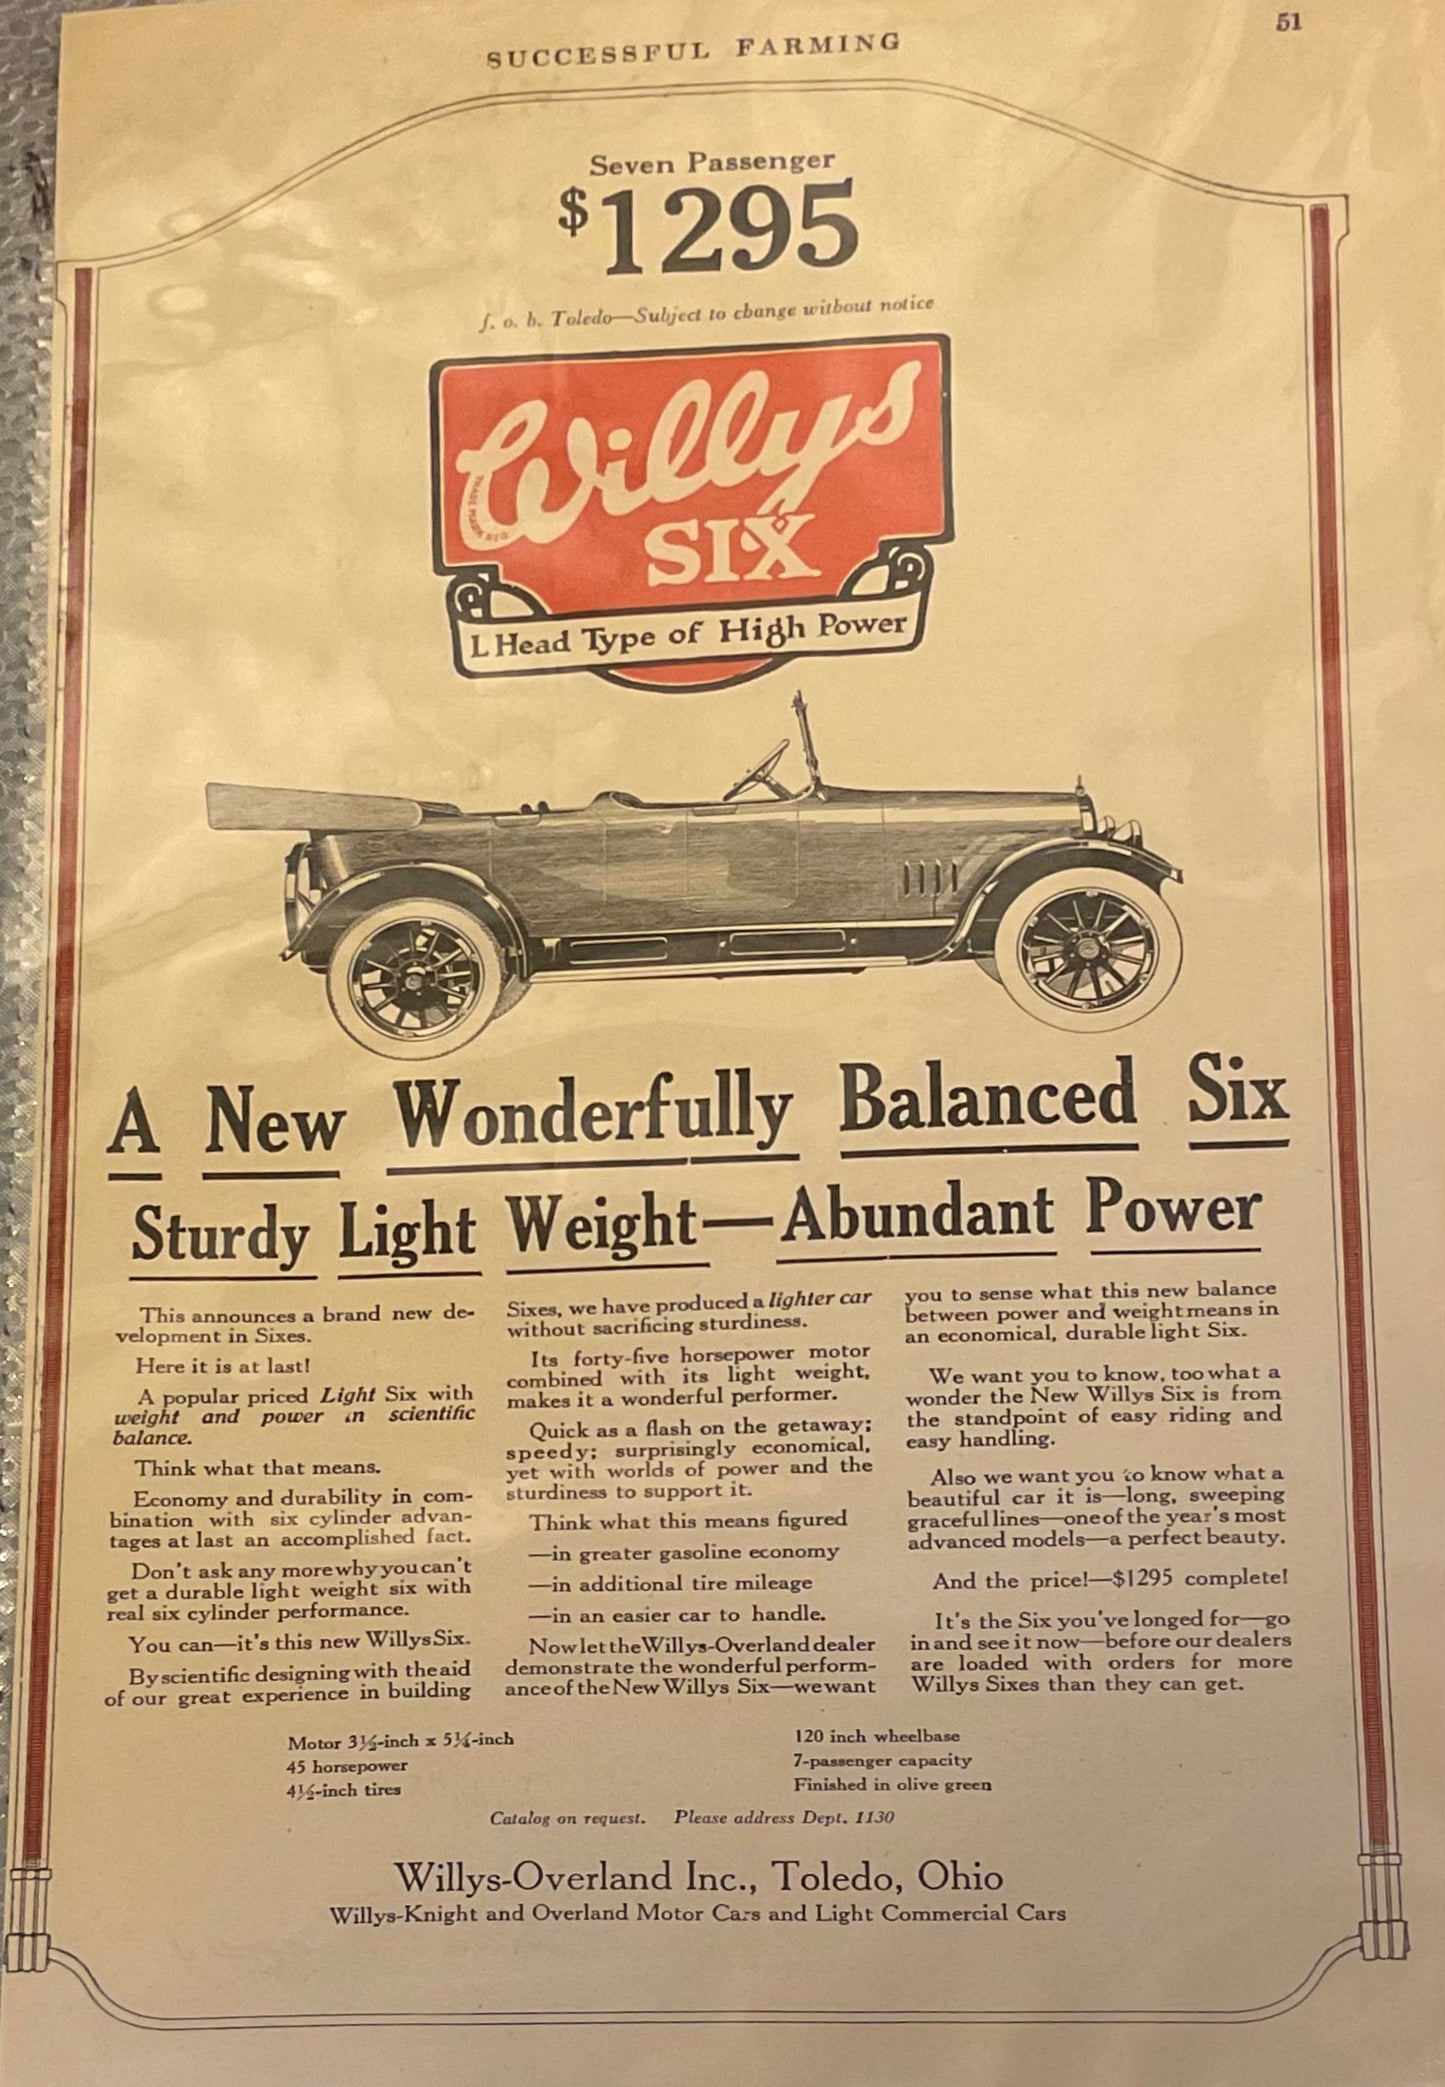 SUCCESSFUL FARMING
51
Seven Passenger
$1295
f. o. b. Toledo—Subject to change without notice
Willys
TRADE MARK REG
SIX
L Head Type of High Power
A New Wonderfully Balanced Six
Sturdy Light Weight—Abundant Power
This announces a brand new de-
velopment in Sixes.
Here it is at last!
A popular priced Light Six with
weight and power in scientific
balance.
Think what that means.
Economy and durability in com-
bination with six cylinder advan-
tages at last an accomplished fact.
Don't ask any more why you can't
get a durable light weight six with
real six cylinder performance.
You can—it's this new Willys Six.
By scientific designing with the aid
of our great experience in building
Sixes, we have produced a lighter car
without sacrificing sturdiness.
Its forty-five horsepower motor
combined with its light weight,
makes it a wonderful performer.
Quick as a flash on the getaway;
speedy; surprisingly economical,
yet with worlds of power and the
sturdiness to support it.
Think what this means figured
—in greater gasoline economy
—in additional tire mileage
—in an easier car to handle.
Now let the Willys-Overland dealer
demonstrate the wonderful perform-
ance of the New Willys Six—we want
you to sense what this new balance
between power and weight means in
an economical, durable light Six.
We want you to know, too what a
wonder the New Willys Six is from
the standpoint of easy riding and
easy handling.
Also we want you to know what a
beautiful car it is—long, sweeping
graceful lines—one of the year's most
advanced models—a perfect beauty.
And the price!—$1295 complete!
It's the Six you've longed for—go
in and see it now—before our dealers
are loaded with orders for more
Willys Sixes than they can get.
Motor 3½-inch x 5¼-inch
45 horsepower
4½-inch tires
120 inch wheelbase
7-passenger capacity
Finished in olive green
Catalog on request. Please address Dept. 1130
Willys-Overland Inc., Toledo, Ohio
Willys-Knight and Overland Motor Cars and Light Commercial Cars